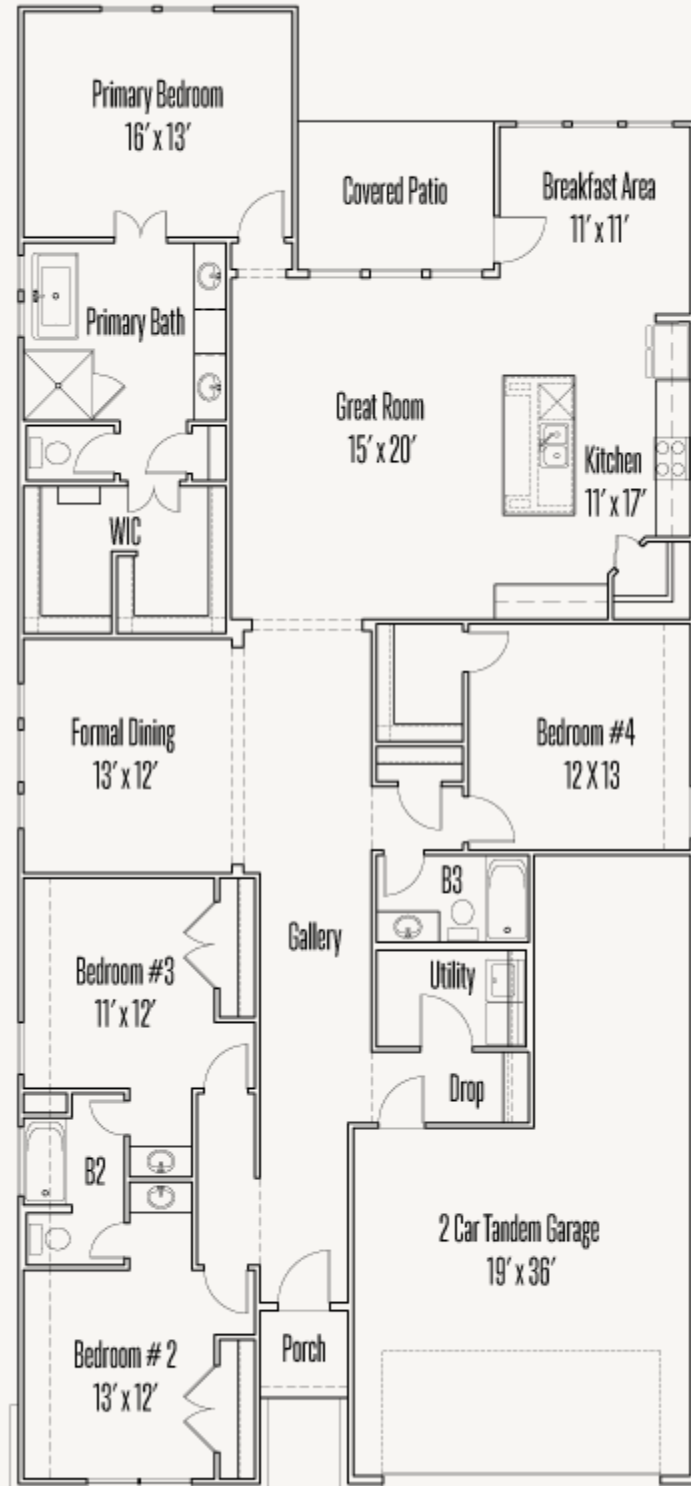 Primary Bedroom
16′ x 13′
Covered Patio
Breakfast Area
11′ x 11′
Primary Bath
Great Room
15′ x 20′
Kitchen
11′ x 17′
WIC
Formal Dining
13′ x 12′
Bedroom #4
12 X 13
B3
Gallery
Utility
Bedroom #3
11′ x 12′
Drop
B2
2 Car Tandem Garage
19′ x 36′
Porch
Bedroom # 2
13′ x 12′